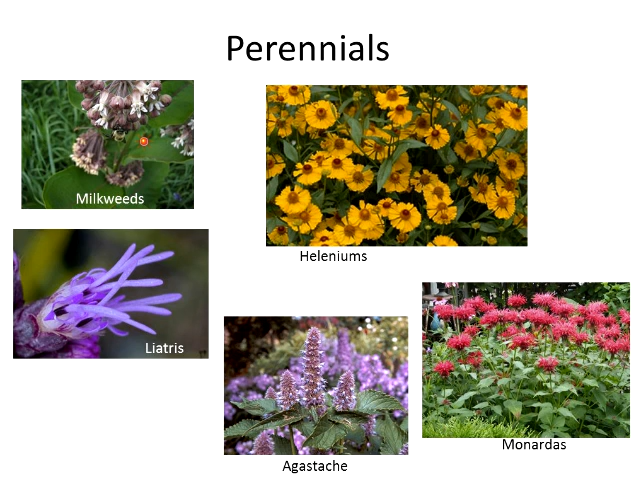 Perennials
Milkweeds
Heleniums
Liatris
Agastache
Monardas